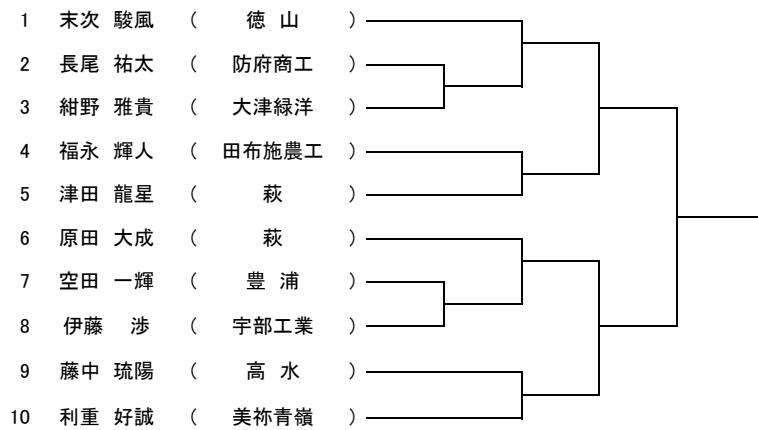 1 末次 駿風 ( 徳 山 )
2 長尾 祐太 ( 防府商工 )
3 紺野 雅貴 ( 大津緑洋 )
4 福永 輝人 ( 田布施農工 )
5 津田 龍星 ( 萩 )
6 原田 大成 ( 萩 )
7 空田 一輝 ( 豊 浦 )
8 伊藤 渉 ( 宇部工業 )
9 藤中 琉陽 ( 高 水 )
10 利重 好誠 ( 美祢青嶺 )